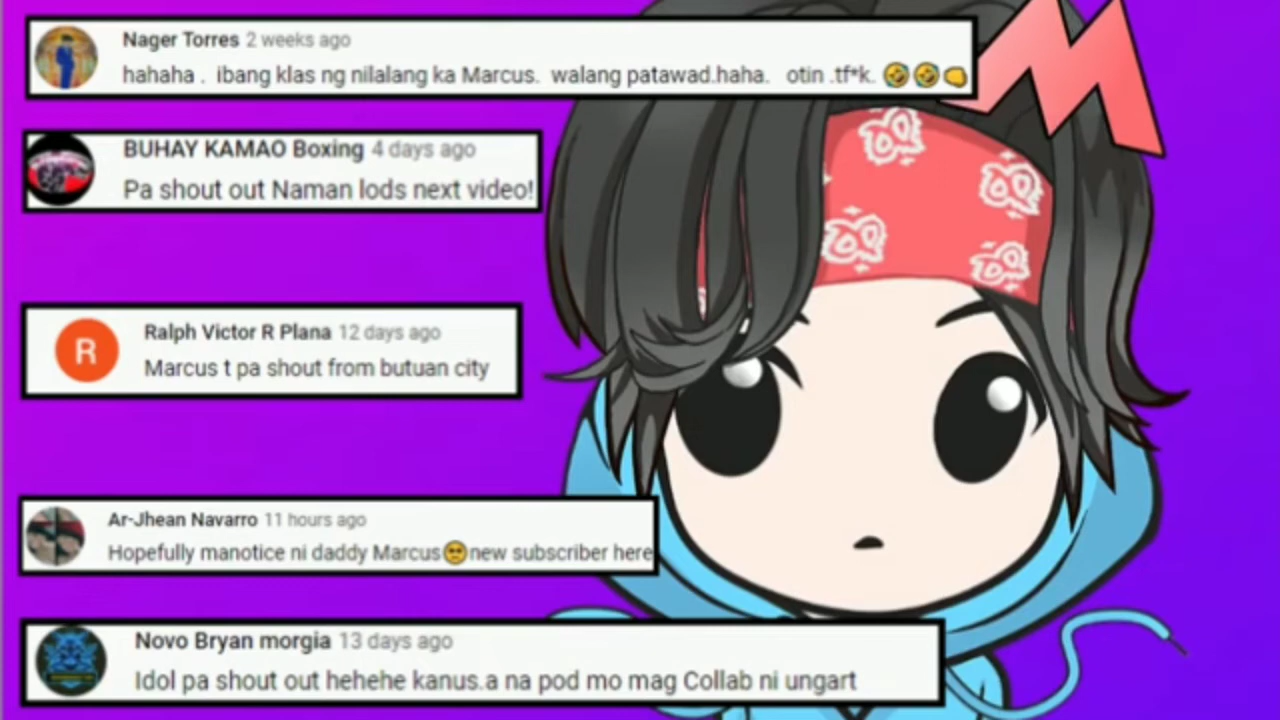 Nager Torres 2 weeks ago
hahaha .  ibang klas ng nilalang ka Marcus.  walang patawad.haha.   otin .tf*k. 🤣🤣👊
BUHAY KAMAO Boxing 4 days ago
Pa shout out Naman lods next video!
R
Ralph Victor R Plana 12 days ago
Marcus t pa shout from butuan city
Ar-Jhean Navarro 11 hours ago
Hopefully manotice ni daddy Marcus🥺new subscriber here
Novo Bryan morgia 13 days ago
Idol pa shout out hehehe kanus.a na pod mo mag Collab ni ungart